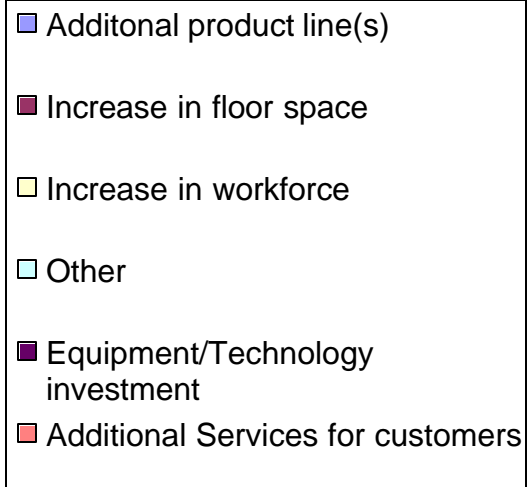 Additonal product line(s)
Increase in floor space
Increase in workforce
Other
Equipment/Technology
investment
Additional Services for customers